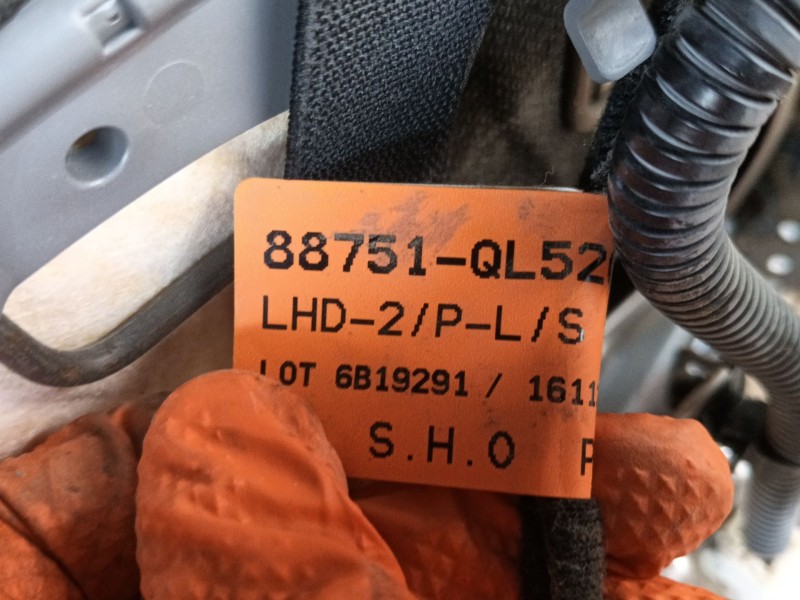 88751-QL52
LHD-2/P-L/S
LOT 6B19291 / 1611
S.H.O